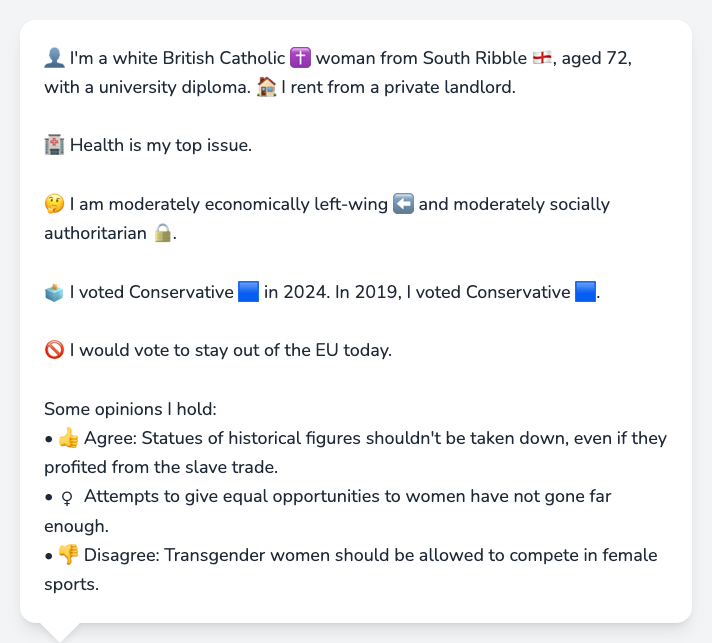 👤 I'm a white British Catholic ✝️ woman from South Ribble 🏴󠁧󠁢󠁥󠁮󠁧󠁿, aged 72,
with a university diploma. 🏠 I rent from a private landlord.
🏥 Health is my top issue.
🤔 I am moderately economically left-wing ⬅️ and moderately socially
authoritarian 🔒.
🗳️ I voted Conservative 🟦 in 2024. In 2019, I voted Conservative 🟦.
🚫 I would vote to stay out of the EU today.
Some opinions I hold:
• 👍 Agree: Statues of historical figures shouldn't be taken down, even if they
profited from the slave trade.
• ♀ Attempts to give equal opportunities to women have not gone far
enough.
• 👎 Disagree: Transgender women should be allowed to compete in female
sports.